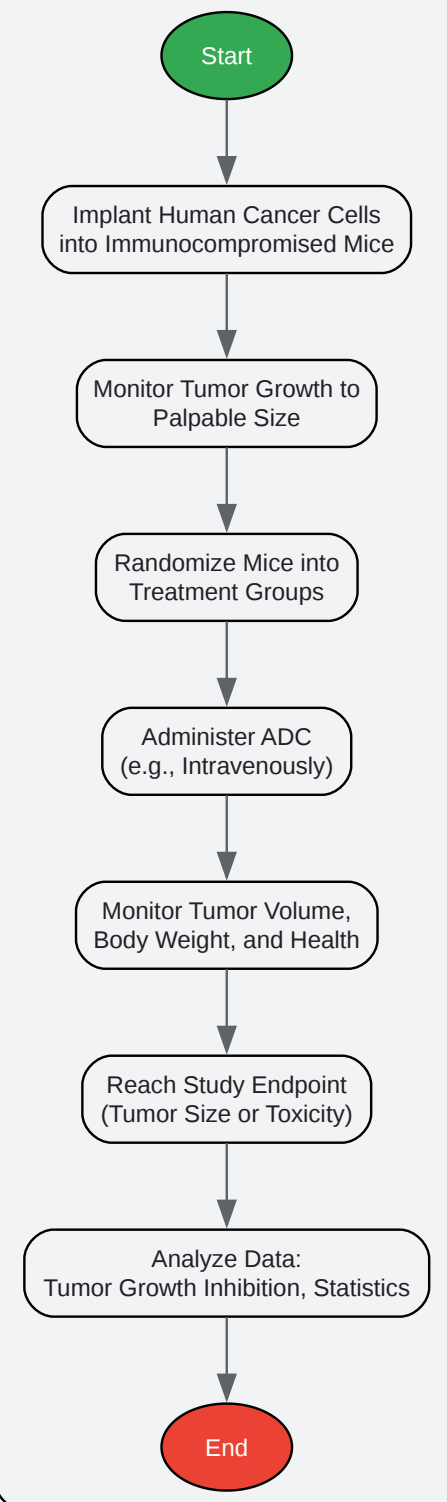 Start
Implant Human Cancer Cells
into Immunocompromised Mice
Monitor Tumor Growth to
Palpable Size
Randomize Mice into
Treatment Groups
Administer ADC
(e.g., Intravenously)
Monitor Tumor Volume,
Body Weight, and Health
Reach Study Endpoint
(Tumor Size or Toxicity)
Analyze Data:
Tumor Growth Inhibition, Statistics
End